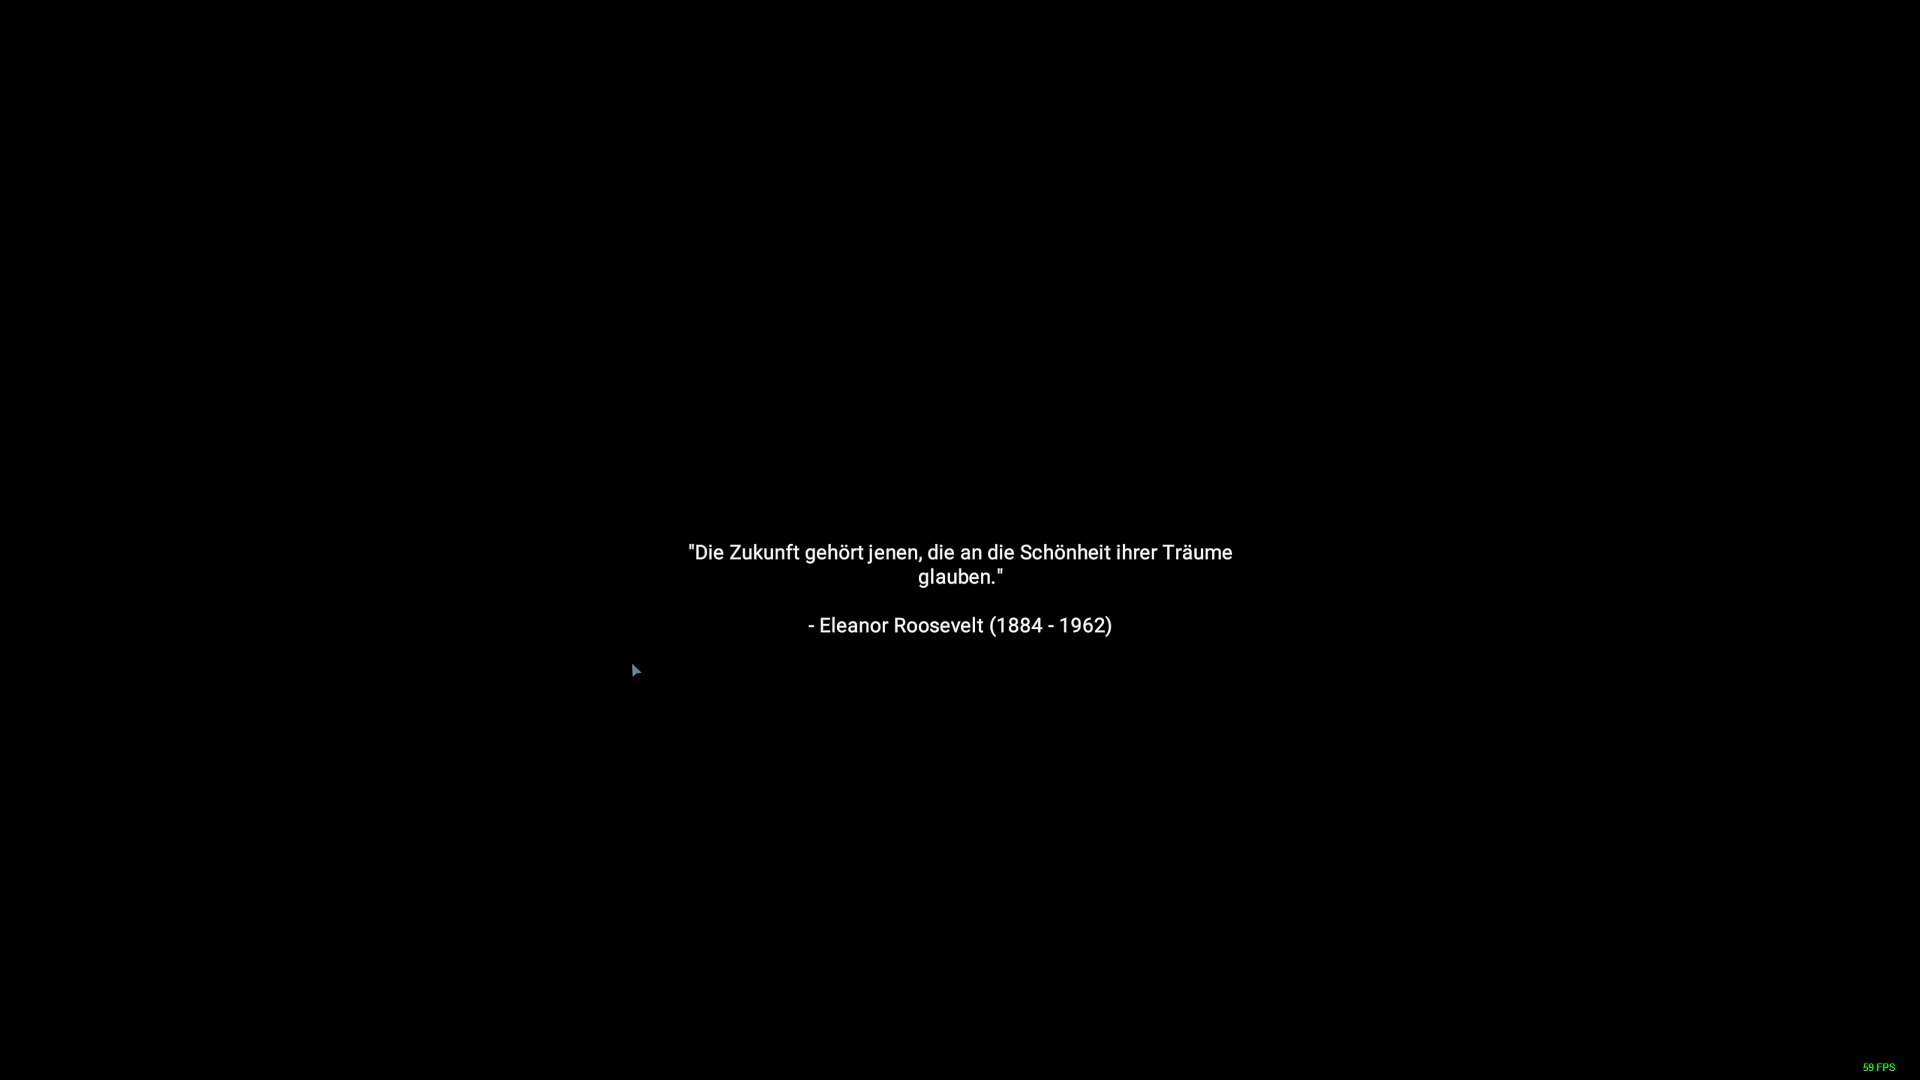 "Die Zukunft gehört jenen, die an die Schönheit ihrer Träume
glauben."
- Eleanor Roosevelt (1884 - 1962)
59 FPS